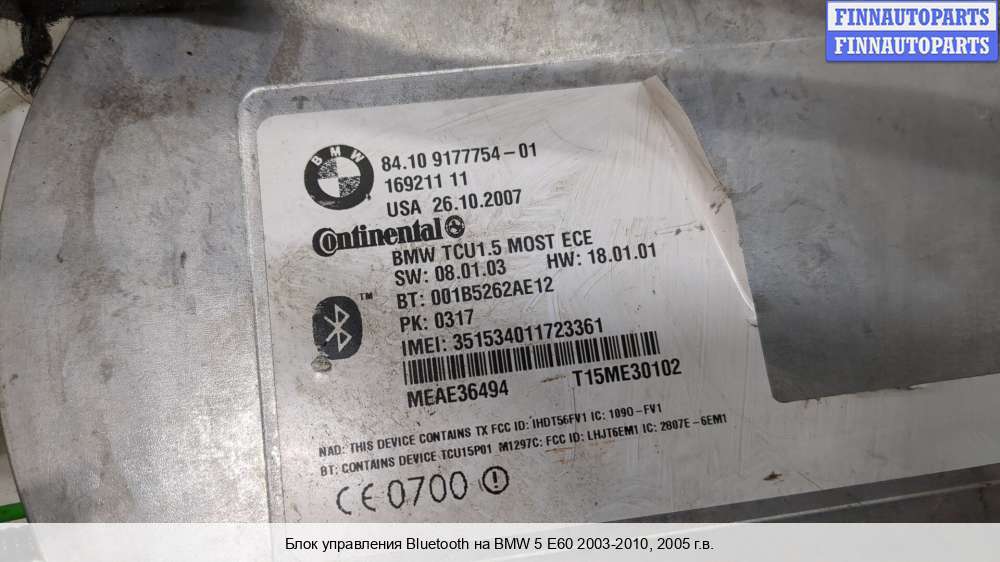 FINNAUTOPARTS
FINNAUTOPARTS
BMW
84.10 9177754-01
169211 11
USA 26.10.2007
Continental
BMW TCU1.5 MOST ECE
SW: 08.01.03 HW: 18.01.01
BT: 001B5262AE12
TM
PK: 0317
IMEI: 351534011723361
MEAE36494 T15ME30102
NAD: THIS DEVICE CONTAINS TX FCC ID: IHDT56FV1 IC: 109O-FV1
BT: CONTAINS DEVICE TCU15P01 M1297C: FCC ID: LHJT6EM1 IC: 2807E-6EM1
CE 0700
Блок управления Bluetooth на BMW 5 E60 2003-2010, 2005 г.в.